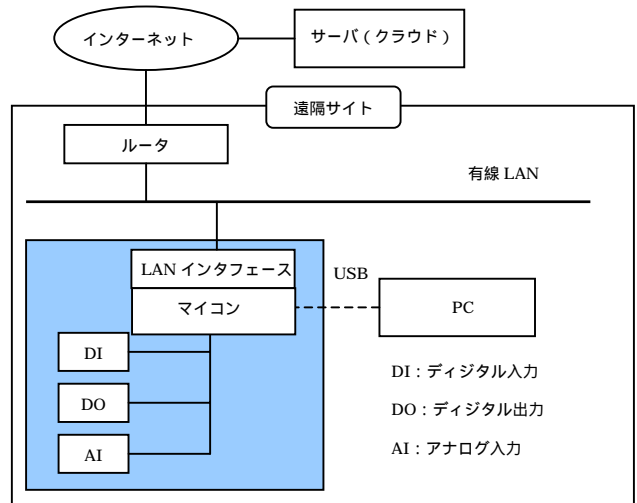 インターネット
サーバ(クラウド)
遠隔サイト
ルータ
有線 LAN
LAN インタフェース
USB
マイコン
PC
DI
DI：ディジタル入力
DO
DO：ディジタル出力
AI
AI：アナログ入力